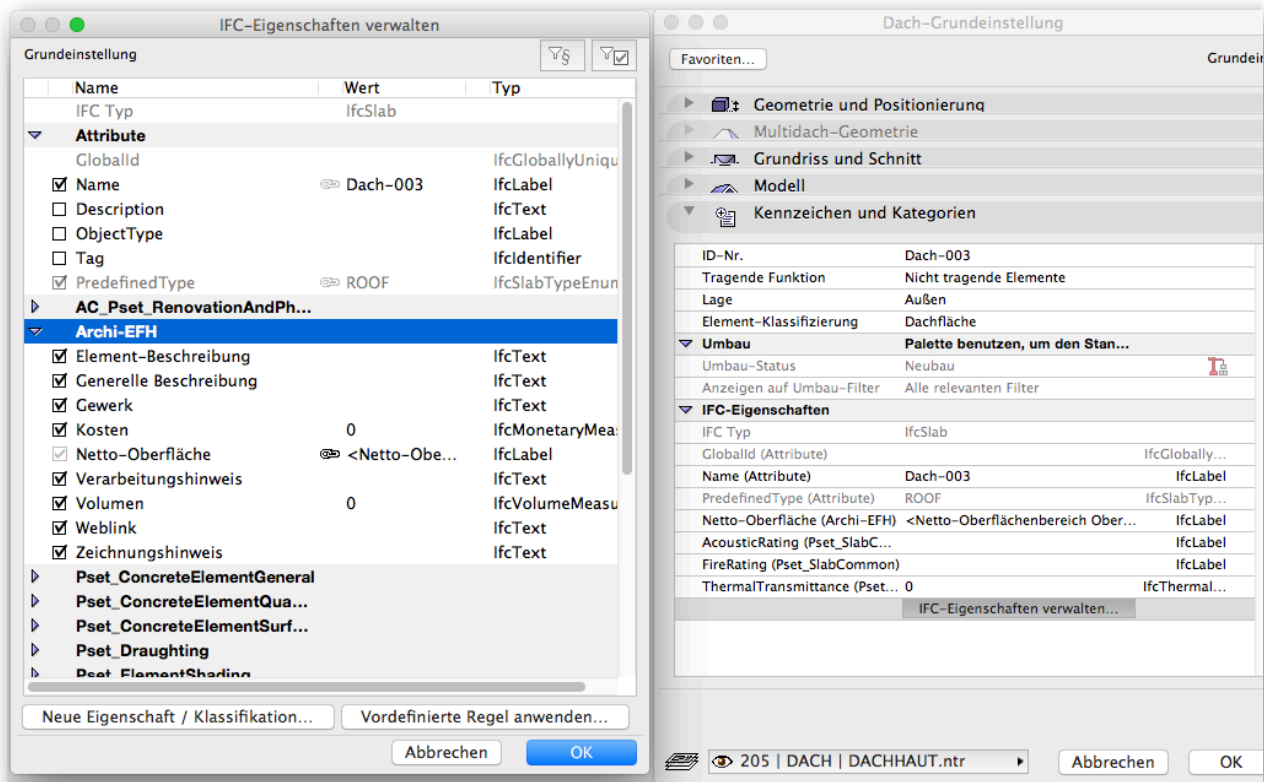 IFC-Eigenschaften verwalten
Grundeinstellung
Name Wert Typ
IFC Typ IfcSlab
Attribute
GlobalId IfcGloballyUniqu
Name Dach-003 IfcLabel
Description IfcText
ObjectType IfcLabel
Tag IfcIdentifier
PredefinedType ROOF IfcSlabTypeEnum
AC_Pset_RenovationAndPh...
Archi-EFH
Element-Beschreibung IfcText
Generelle Beschreibung IfcText
Gewerk IfcText
Kosten 0 IfcMonetaryMea
Netto-Oberfläche <Netto-Obe... IfcLabel
Verarbeitungshinweis IfcText
Volumen 0 IfcVolumeMeasu
Weblink IfcText
Zeichnungshinweis IfcText
Pset_ConcreteElementGeneral
Pset_ConcreteElementQua...
Pset_ConcreteElementSurf...
Pset_Draughting
Pset_ElementShading
Neue Eigenschaft / Klassifikation... Vordefinierte Regel anwenden...
Abbrechen OK
Dach-Grundeinstellung
Favoriten... Grundein
Geometrie und Positionierung
Multidach-Geometrie
Grundriss und Schnitt
Modell
Kennzeichen und Kategorien
ID-Nr. Dach-003
Tragende Funktion Nicht tragende Elemente
Lage Außen
Element-Klassifizierung Dachfläche
Umbau Palette benutzen, um den Stan...
Umbau-Status Neubau
Anzeigen auf Umbau-Filter Alle relevanten Filter
IFC-Eigenschaften
IFC Typ IfcSlab
GlobalId (Attribute) IfcGlobally...
Name (Attribute) Dach-003 IfcLabel
PredefinedType (Attribute) ROOF IfcSlabTyp...
Netto-Oberfläche (Archi-EFH) <Netto-Oberflächenbereich Ober... IfcLabel
AcousticRating (Pset_SlabC... IfcLabel
FireRating (Pset_SlabCommon) IfcLabel
ThermalTransmittance (Pset... 0 IfcThermal...
IFC-Eigenschaften verwalten...
205 | DACH | DACHHAUT.ntr Abbrechen OK